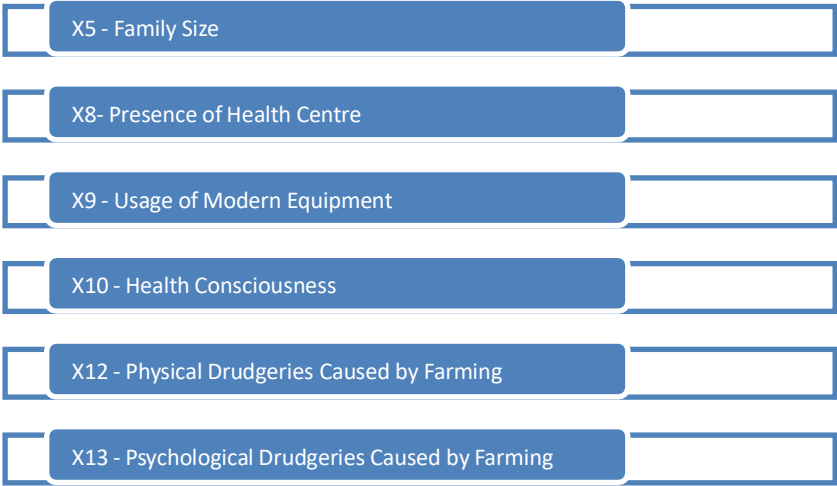 X5 - Family Size
X8- Presence of Health Centre
X9 - Usage of Modern Equipment
X10 - Health Consciousness
X12 - Physical Drudgeries Caused by Farming
X13 - Psychological Drudgeries Caused by Farming